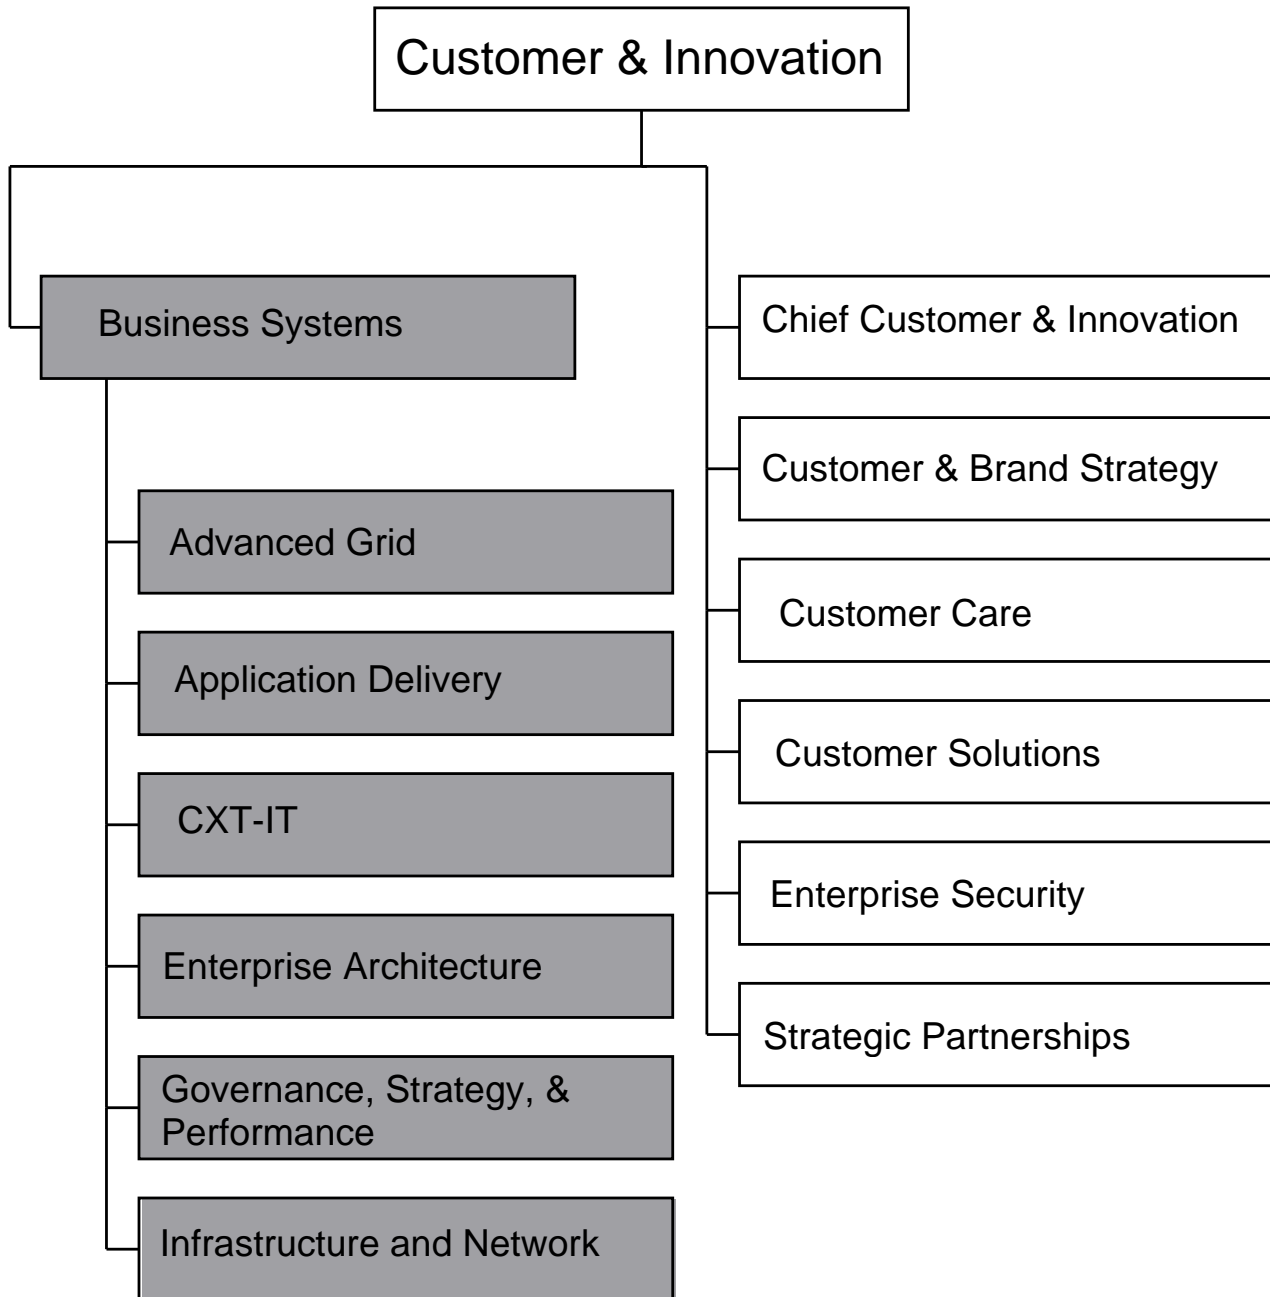 Customer & Innovation
Business Systems
Advanced Grid
Application Delivery
CXT-IT
Enterprise Architecture
Governance, Strategy, &
Performance
Infrastructure and Network
Chief Customer & Innovation
Customer & Brand Strategy
Customer Care
Customer Solutions
Enterprise Security
Strategic Partnerships